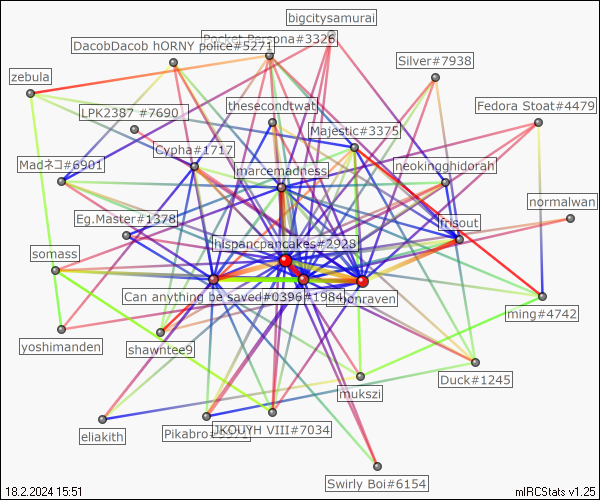 bigcitysamurai
Pocket Persona#3326
DacobDacob hORNY police#5271
Silver#7938
zebula
thesecondtwat
Fedora Stoat#4479
LPK2387 #7690
Majestic#3375
Cypha#1717
Madネコ#6901
marcemadness
neokingghidorah
normalwan
Eg.Master#1378
frisout
hispancpancakes#2928
somass
Can anything be saved#0396
#1984
onraven
ming#4742
yoshimanden
shawntee9
Duck#1245
mukszi
eliakith
Pikabro
JKOUYH VIII#7034
Swirly Boi#6154
18.2.2024 15:51
mIRCStats v1.25